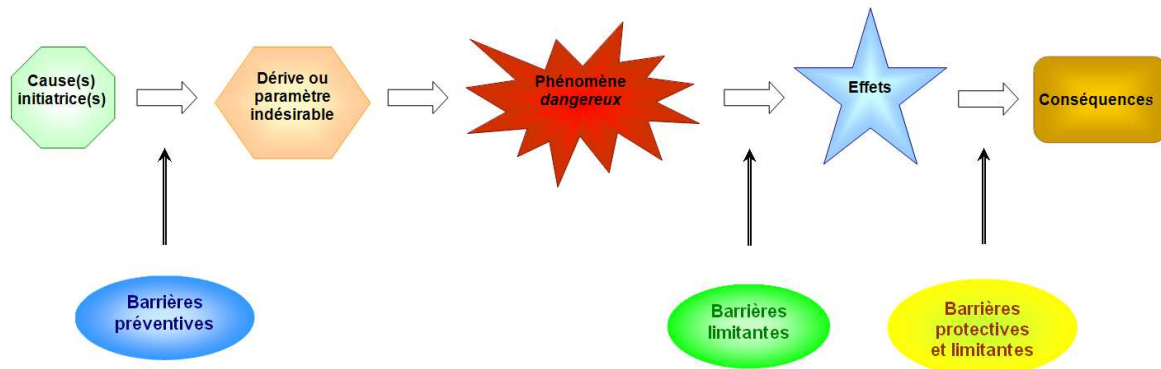 Cause(s)
initiatrice(s)
Dérive ou
paramètre
indésirable
Phénomène
dangereux
Effets
Conséquences
Barrières
préventives
Barrières
limitantes
Barrières
protectives
et limitantes